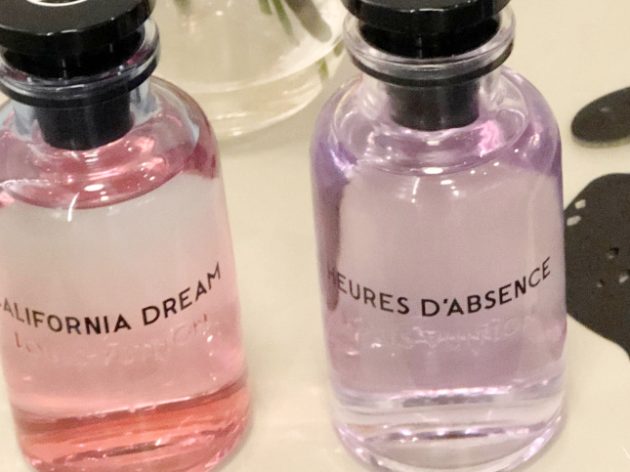 ALIFORNIA DREAM
HEURES D'ABSENCE